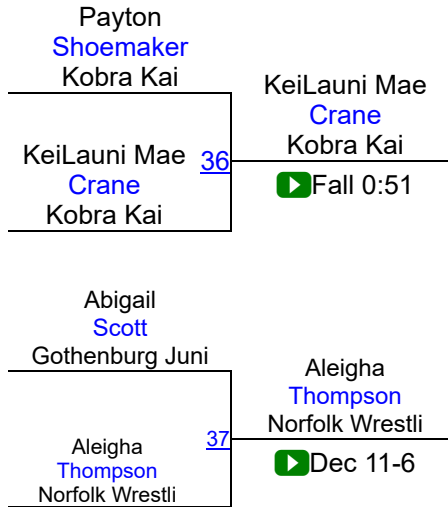 Payton
Shoemaker
Kobra Kai
KeiLauni Mae
Crane
Kobra Kai
36
KeiLauni Mae
Crane
Kobra Kai
Fall 0:51
Abigail
Scott
Gothenburg Juni
Aleigha
Thompson
Norfolk Wrestli
37
Aleigha
Thompson
Norfolk Wrestli
Dec 11-6